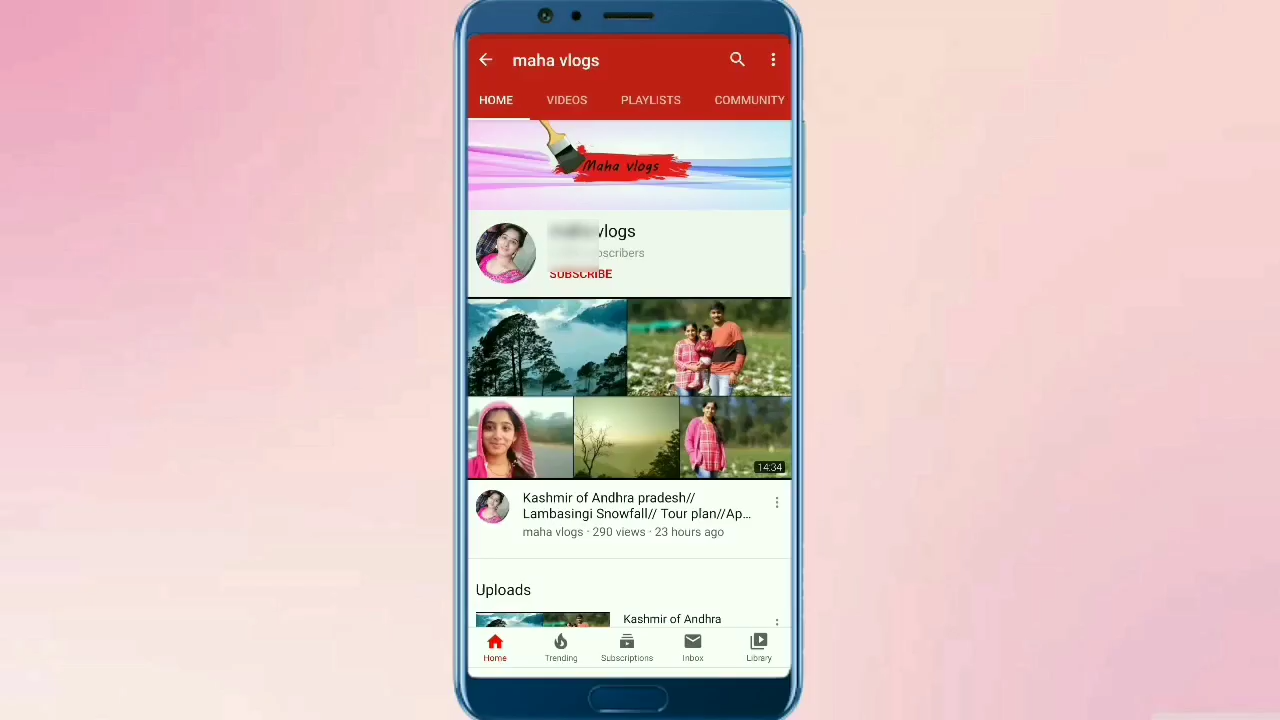 maha vlogs
HOME VIDEOS PLAYLISTS COMMUNITY
Maha vlogs
vlogs
SUBSCRIBE
14:34
Kashmir of Andhra pradesh//
Lambasingi Snowfall// Tour plan//Ap...
maha vlogs · 290 views · 23 hours ago
Uploads
Kashmir of Andhra
Home Trending Subscriptions Inbox Library